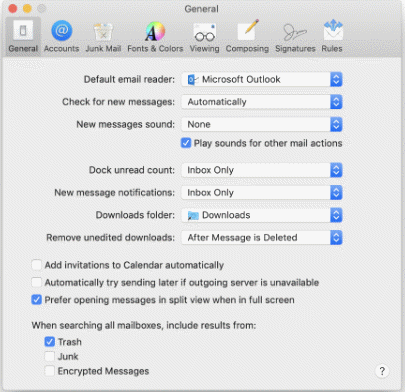 General
General Accounts Junk Mail Fonts & Colors Viewing Composing Signatures Rules
Default email reader: Microsoft Outlook
Check for new messages: Automatically
New messages sound: None
Play sounds for other mail actions
Dock unread count: Inbox Only
New message notifications: Inbox Only
Downloads folder: Downloads
Remove unedited downloads: After Message is Deleted
Add invitations to Calendar automatically
Automatically try sending later if outgoing server is unavailable
Prefer opening messages in split view when in full screen
When searching all mailboxes, include results from:
Trash
Junk
Encrypted Messages
?